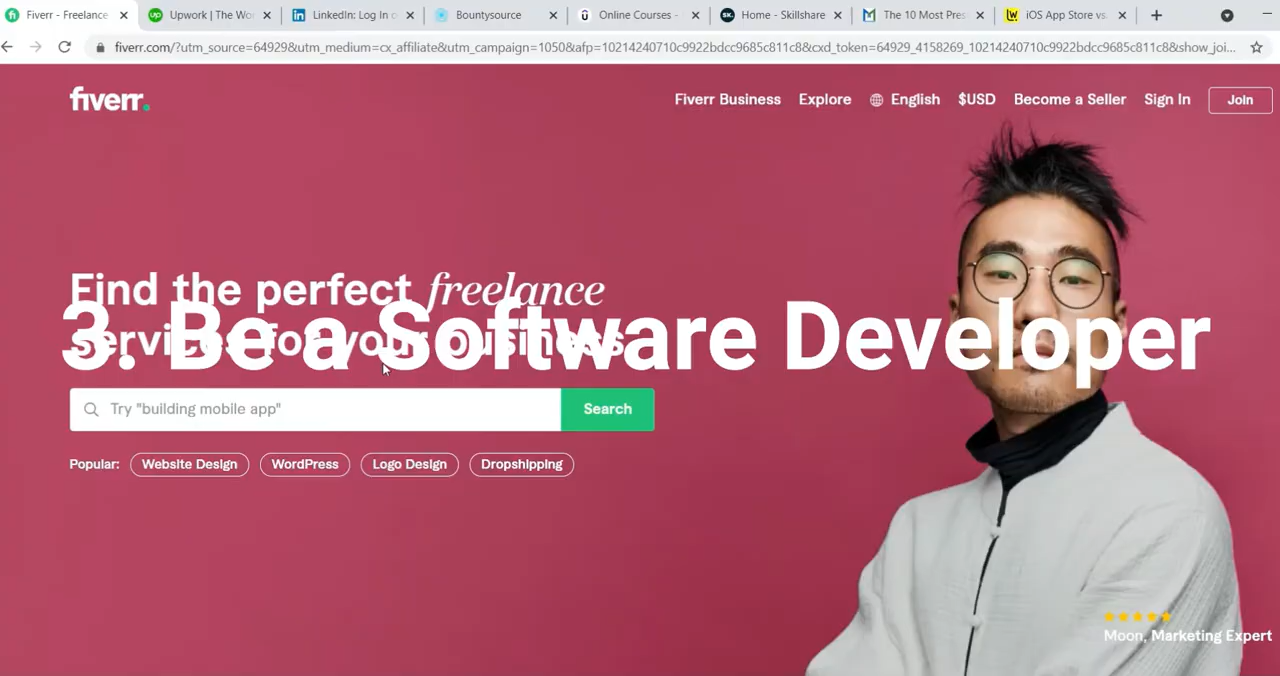 Fiverr - Freelance
Upwork | The Wo
LinkedIn: Log In o
Bountysource
Online Courses -
Home - Skillshare
The 10 Most Pres
iOS App Store vs.
fiverr.com/?utm_source=64929&utm_medium=cx_affiliate&utm_campaign=1050&afp=10214240710c9922bdcc9685c811c8&cxd_token=64929_4158269_10214240710c9922bdcc9685c811c8&show_joi...
fiverr.
Fiverr Business
Explore
English
$USD
Become a Seller
Sign In
Join
Find the perfect freelance
services for your business
3. Be a Software Developer
Try "building mobile app"
Search
Popular:
Website Design
WordPress
Logo Design
Dropshipping
Moon, Marketing Expert